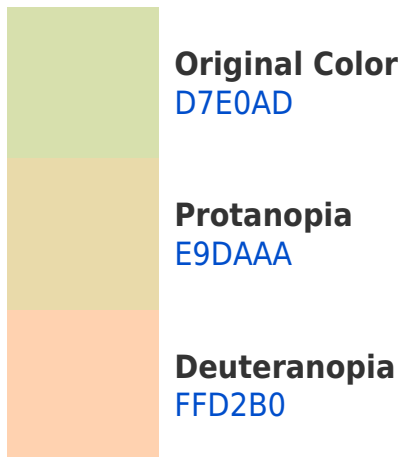 Original Color
D7E0AD
Protanopia
E9DAAA
Deuteranopia
FFD2B0